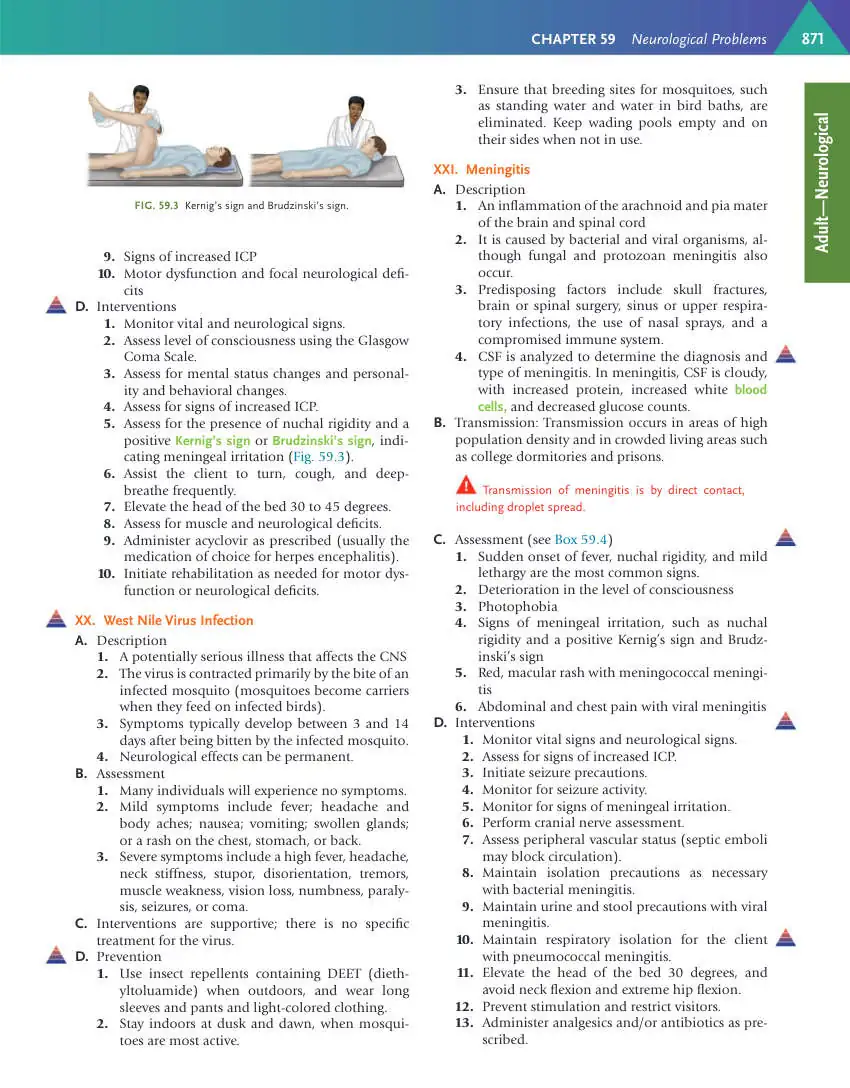 CHAPTER 59 Neurological Problems 871
FIG. 59.3 Kernig's sign and Brudzinski's sign.
9. Signs of increased ICP
10. Motor dysfunction and focal neurological defi-
cits
D. Interventions
1. Monitor vital and neurological signs.
2. Assess level of consciousness using the Glasgow
Coma Scale.
3. Assess for mental status changes and personal-
ity and behavioral changes.
4. Assess for signs of increased ICP.
5. Assess for the presence of nuchal rigidity and a
positive Kernig's sign or Brudzinski's sign, indi-
cating meningeal irritation (Fig. 59.3).
6. Assist the client to turn, cough, and deep-
breathe frequently.
7. Elevate the head of the bed 30 to 45 degrees.
8. Assess for muscle and neurological deficits.
9. Administer acyclovir as prescribed (usually the
medication of choice for herpes encephalitis).
10. Initiate rehabilitation as needed for motor dys-
function or neurological deficits.
XX. West Nile Virus Infection
A. Description
1. A potentially serious illness that affects the CNS
2. The virus is contracted primarily by the bite of an
infected mosquito (mosquitoes become carriers
when they feed on infected birds).
3. Symptoms typically develop between 3 and 14
days after being bitten by the infected mosquito.
4. Neurological effects can be permanent.
B. Assessment
1. Many individuals will experience no symptoms.
2. Mild symptoms include fever; headache and
body aches; nausea; vomiting; swollen glands;
or a rash on the chest, stomach, or back.
3. Severe symptoms include a high fever, headache,
neck stiffness, stupor, disorientation, tremors,
muscle weakness, vision loss, numbness, paraly-
sis, seizures, or coma.
C. Interventions are supportive; there is no specific
treatment for the virus.
D. Prevention
1. Use insect repellents containing DEET (dieth-
yltoluamide) when outdoors, and wear long
sleeves and pants and light-colored clothing.
2. Stay indoors at dusk and dawn, when mosqui-
toes are most active.
3. Ensure that breeding sites for mosquitoes, such
as standing water and water in bird baths, are
eliminated. Keep wading pools empty and on
their sides when not in use.
XXI. Meningitis
A. Description
1. An inflammation of the arachnoid and pia mater
of the brain and spinal cord
2. It is caused by bacterial and viral organisms, al-
though fungal and protozoan meningitis also
occur.
3. Predisposing factors include skull fractures,
brain or spinal surgery, sinus or upper respira-
tory infections, the use of nasal sprays, and a
compromised immune system.
4. CSF is analyzed to determine the diagnosis and
type of meningitis. In meningitis, CSF is cloudy,
with increased protein, increased white blood
cells, and decreased glucose counts.
B. Transmission: Transmission occurs in areas of high
population density and in crowded living areas such
as college dormitories and prisons.
! Transmission of meningitis is by direct contact,
including droplet spread.
C. Assessment (see Box 59.4)
1. Sudden onset of fever, nuchal rigidity, and mild
lethargy are the most common signs.
2. Deterioration in the level of consciousness
3. Photophobia
4. Signs of meningeal irritation, such as nuchal
rigidity and a positive Kernig's sign and Brudz-
inski's sign
5. Red, macular rash with meningococcal meningi-
tis
6. Abdominal and chest pain with viral meningitis
D. Interventions
1. Monitor vital signs and neurological signs.
2. Assess for signs of increased ICP.
3. Initiate seizure precautions.
4. Monitor for seizure activity.
5. Monitor for signs of meningeal irritation.
6. Perform cranial nerve assessment.
7. Assess peripheral vascular status (septic emboli
may block circulation).
8. Maintain isolation precautions as necessary
with bacterial meningitis.
9. Maintain urine and stool precautions with viral
meningitis.
10. Maintain respiratory isolation for the client
with pneumococcal meningitis.
11. Elevate the head of the bed 30 degrees, and
avoid neck flexion and extreme hip flexion.
12. Prevent stimulation and restrict visitors.
13. Administer analgesics and/or antibiotics as pre-
scribed.
Adult—Neurological